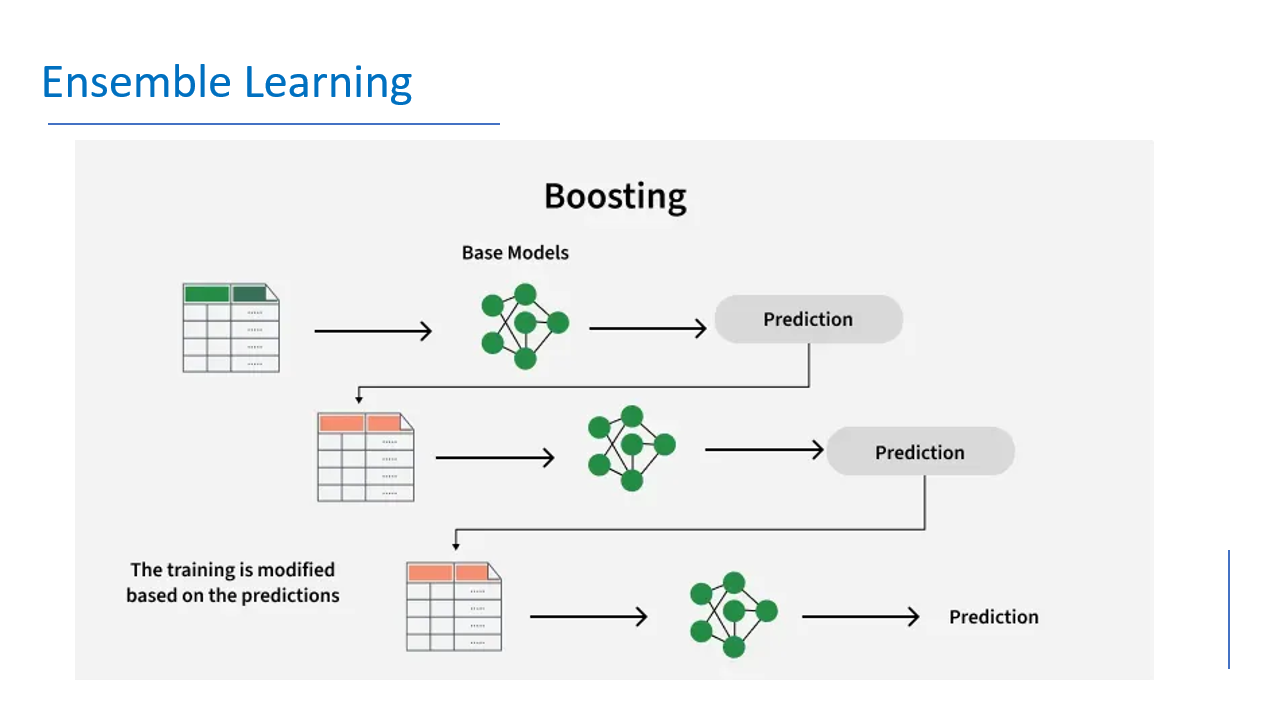 Ensemble Learning
Boosting
Base Models
Prediction
Prediction
The training is modified
based on the predictions
Prediction